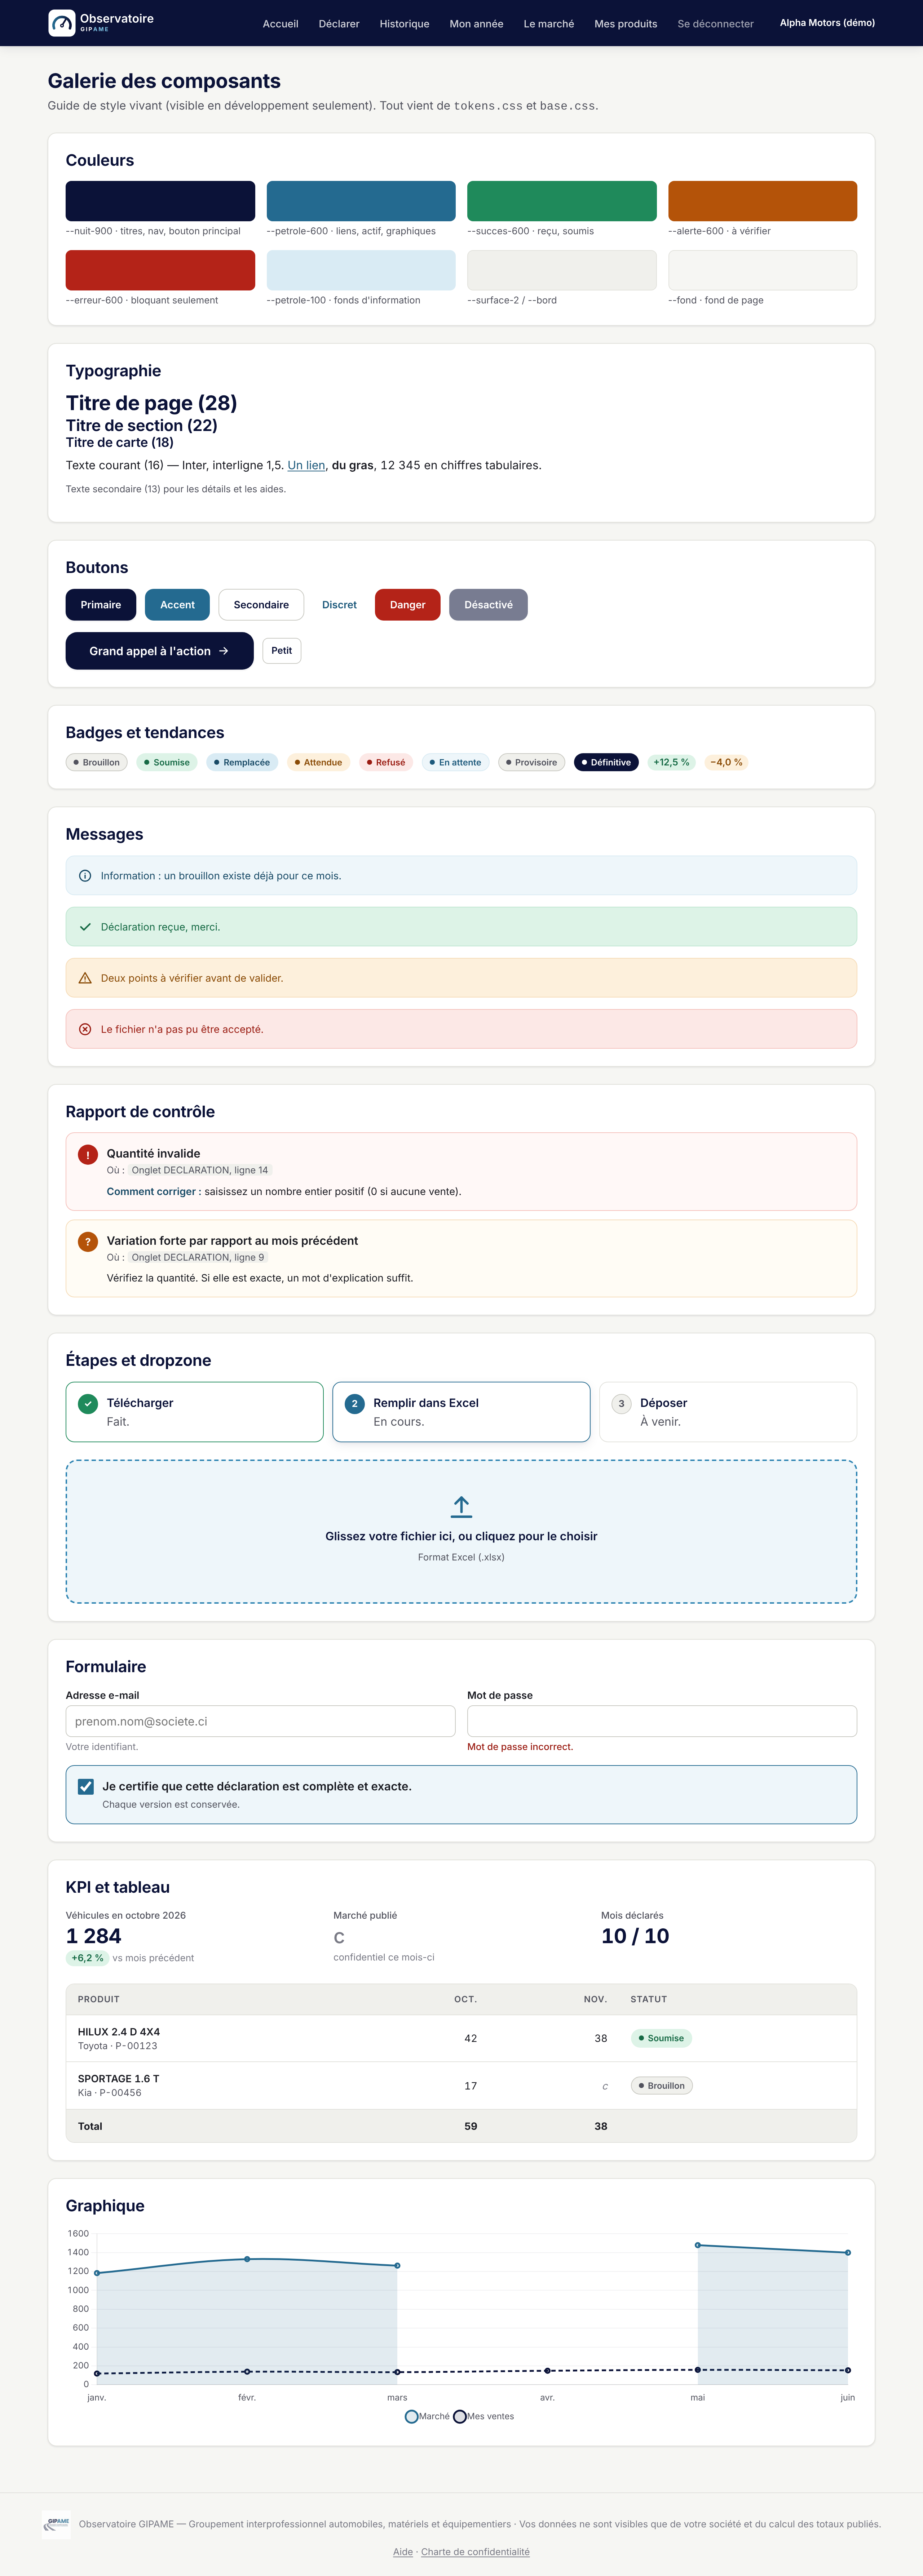 Observatoire
GIPAME
Accueil Déclarer Historique Mon année Le marché Mes produits Se déconnecter Alpha Motors (démo)
Galerie des composants
Guide de style vivant (visible en développement seulement). Tout vient de tokens.css et base.css.
Couleurs
--nuit-900 · titres, nav, bouton principal
--petrole-600 · liens, actif, graphiques
--succes-600 · reçu, soumis
--alerte-600 · à vérifier
--erreur-600 · bloquant seulement
--petrole-100 · fonds d'information
--surface-2 / --bord
--fond · fond de page
Typographie
Titre de page (28)
Titre de section (22)
Titre de carte (18)
Texte courant (16) — Inter, interligne 1,5. Un lien, du gras, 12 345 en chiffres tabulaires.
Texte secondaire (13) pour les détails et les aides.
Boutons
Primaire Accent Secondaire Discret Danger Désactivé
Grand appel à l'action → Petit
Badges et tendances
Brouillon Soumise Remplacée Attendue Refusé En attente Provisoire Définitive +12,5 % −4,0 %
Messages
Information : un brouillon existe déjà pour ce mois.
Déclaration reçue, merci.
Deux points à vérifier avant de valider.
Le fichier n'a pas pu être accepté.
Rapport de contrôle
! Quantité invalide
Où : Onglet DECLARATION, ligne 14
Comment corriger : saisissez un nombre entier positif (0 si aucune vente).
? Variation forte par rapport au mois précédent
Où : Onglet DECLARATION, ligne 9
Vérifiez la quantité. Si elle est exacte, un mot d'explication suffit.
Étapes et dropzone
Télécharger
Fait.
2 Remplir dans Excel
En cours.
3 Déposer
À venir.
Glissez votre fichier ici, ou cliquez pour le choisir
Format Excel (.xlsx)
Formulaire
Adresse e-mail
prenom.nom@societe.ci
Votre identifiant.
Mot de passe
Mot de passe incorrect.
Je certifie que cette déclaration est complète et exacte.
Chaque version est conservée.
KPI et tableau
Véhicules en octobre 2026
1 284
+6,2 % vs mois précédent
Marché publié
C
confidentiel ce mois-ci
Mois déclarés
10 / 10
PRODUIT OCT. NOV. STATUT
HILUX 2.4 D 4X4
Toyota · P-00123
42 38 Soumise
SPORTAGE 1.6 T
Kia · P-00456
17 c Brouillon
Total 59 38
Graphique
1600
1400
1200
1000
800
600
400
200
0
janv. févr. mars avr. mai juin
Marché Mes ventes
GIPAME
Observatoire GIPAME — Groupement interprofessionnel automobiles, matériels et équipementiers · Vos données ne sont visibles que de votre société et du calcul des totaux publiés.
Aide · Charte de confidentialité